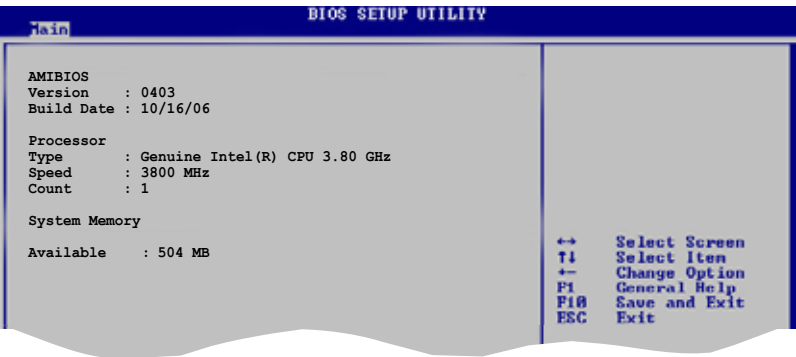 BIOS SETUP UTILITY
Main
AMIBIOS
Version : 0403
Build Date : 10/16/06
Processor
Type : Genuine Intel(R) CPU 3.80 GHz
Speed : 3800 MHz
Count : 1
System Memory
Available : 504 MB
←→ Select Screen
↑↓ Select Item
+- Change Option
F1 General Help
F10 Save and Exit
ESC Exit